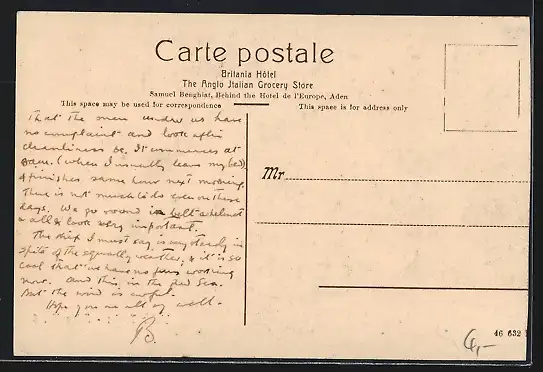 Carte postale
Britania Hôtel
The Anglo Italian Grocery Store
Samuel Benghiat, Behind the Hotel de l'Europe, Aden
This space may be used for correspondence
This space is for address only
That the men under us have
no complaint and look after
cleanliness &c. It commences at
(when I usually leave my bed),
& finishes same hour next morning.
There is not much to do even on these
days. We go round in belt & helmet
& all & look very important.
The ship I must say is very steady in
spite of the squally weather, & it is so
cool that we have no fans working
now. And this in the Red Sea.
But the wind is awful.
Hope you are all well.
B.
Mr
46 632
6,-